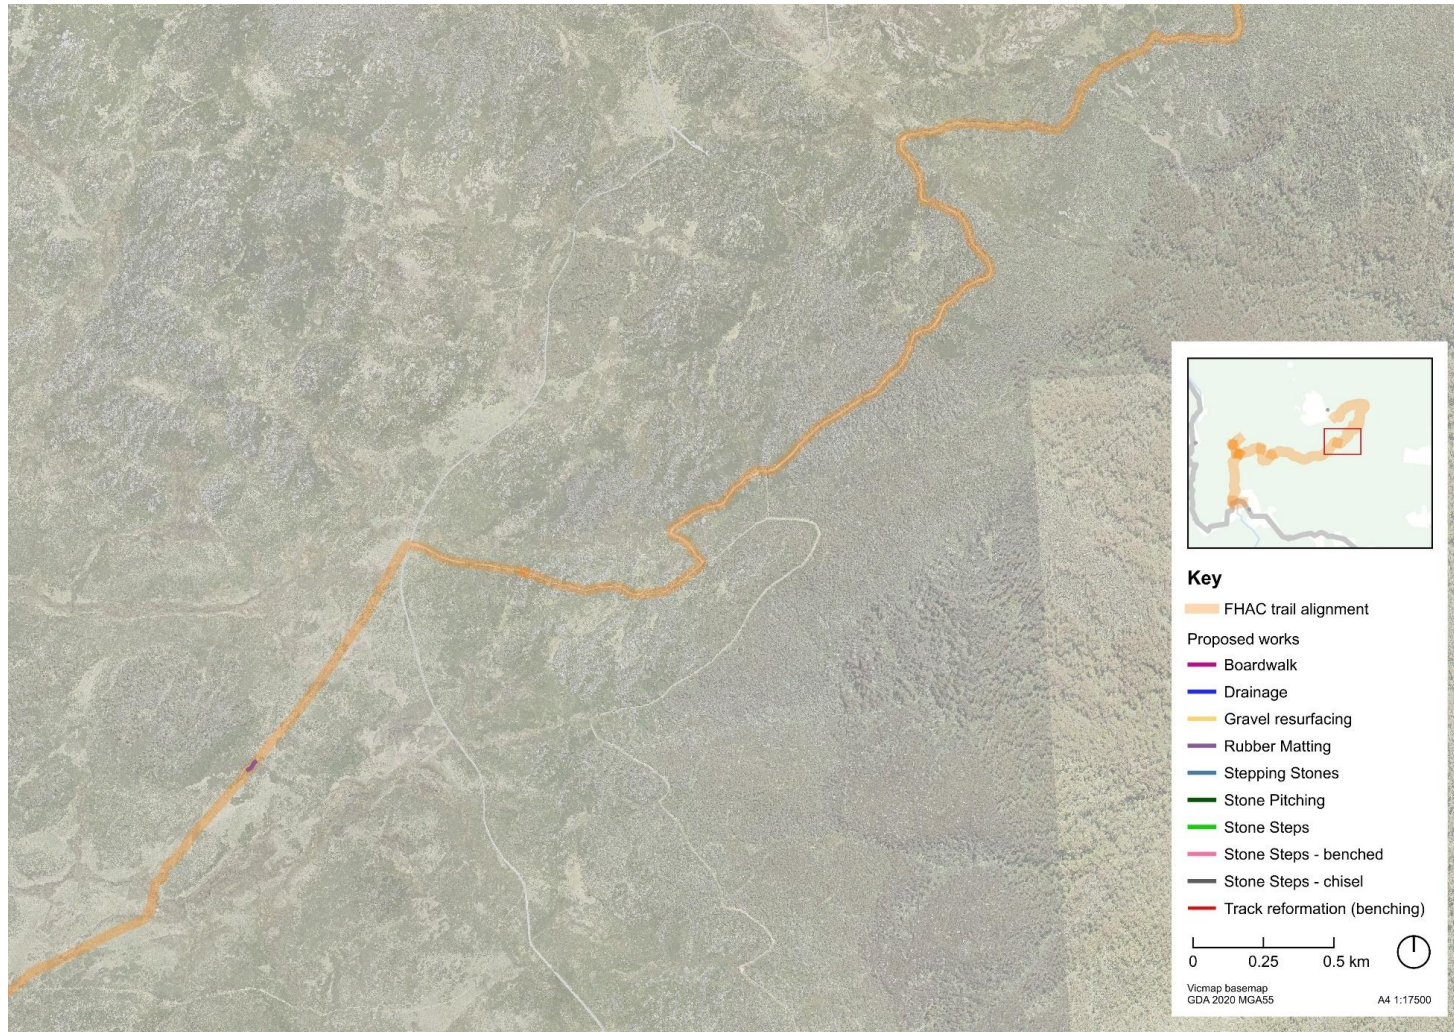 Key
FHAC trail alignment
Proposed works
Boardwalk
Drainage
Gravel resurfacing
Rubber Matting
Stepping Stones
Stone Pitching
Stone Steps
Stone Steps - benched
Stone Steps - chisel
Track reformation (benching)
0 0.25 0.5 km
Vicmap basemap
GDA 2020 MGA55 A4 1:17500